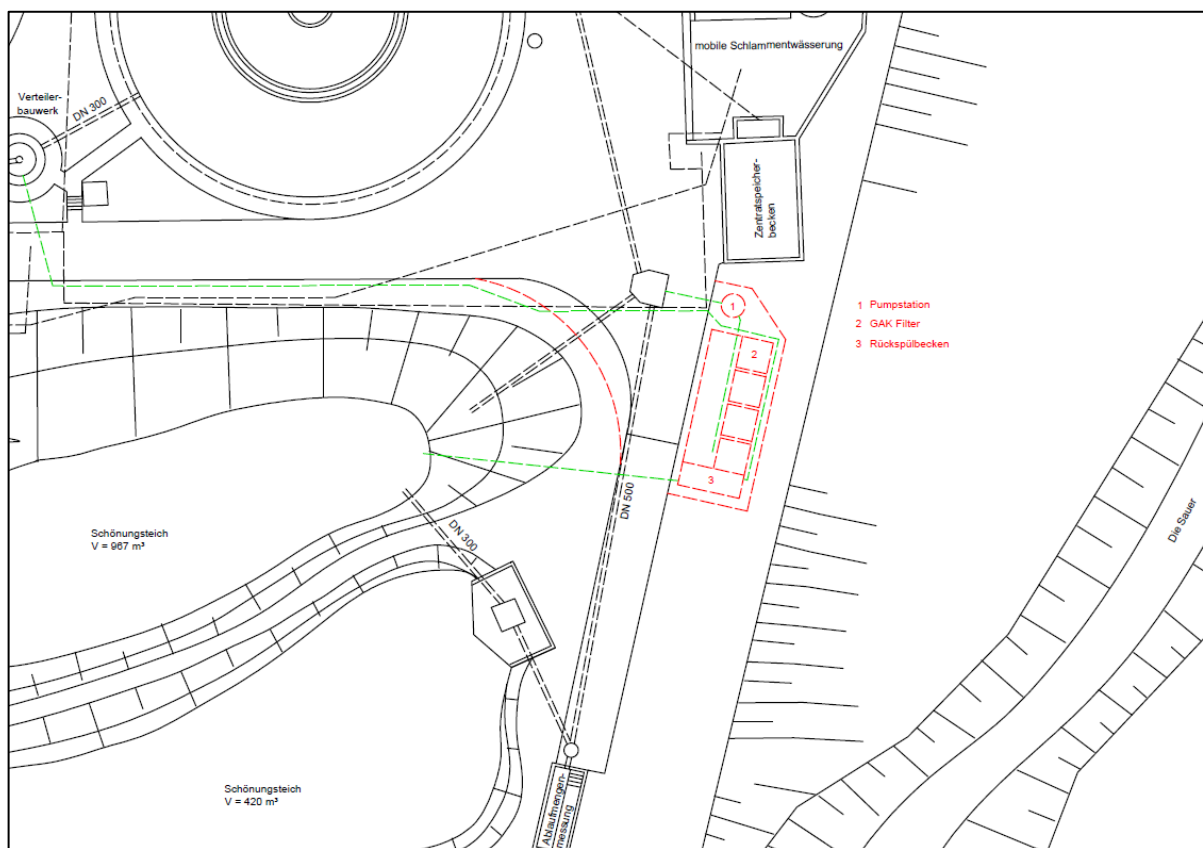 mobile Schlammentwässerung
Verteiler-
bauwerk
DN 300
Zentratspeicher-
becken
1
2
3
1 Pumpstation
2 GAK Filter
3 Rückspülbecken
DN 500
DN 300
Die Sauer
Schönungsteich
V = 967 m³
Schönungsteich
V = 420 m³
Ablaufmengen-
messung